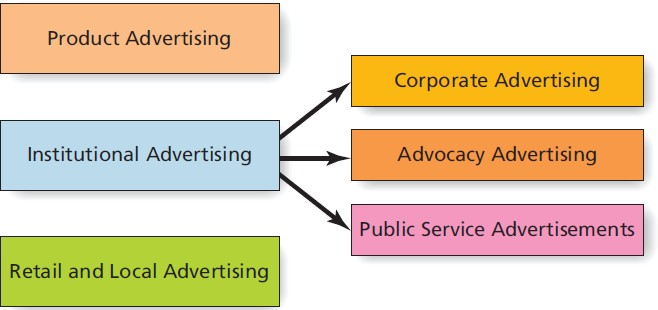 Product Advertising
Institutional Advertising
Retail and Local Advertising
Corporate Advertising
Advocacy Advertising
Public Service Advertisements